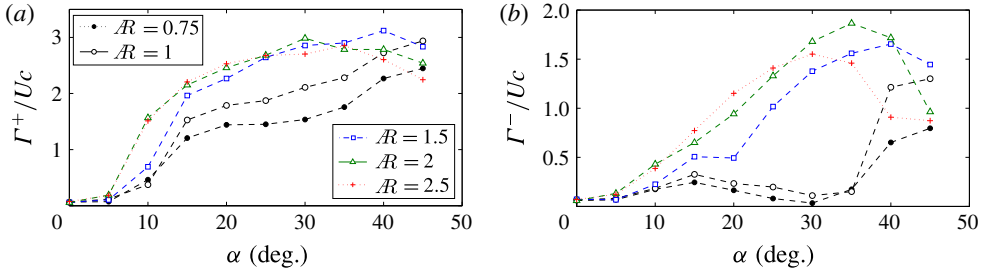 (a)
3
2
1
Γ⁺/Uc
Æ = 0.75
Æ = 1
Æ = 1.5
Æ = 2
Æ = 2.5
0 10 20 30 40 50
α (deg.)
(b)
2.0
1.5
1.0
0.5
Γ⁻/Uc
0 10 20 30 40 50
α (deg.)